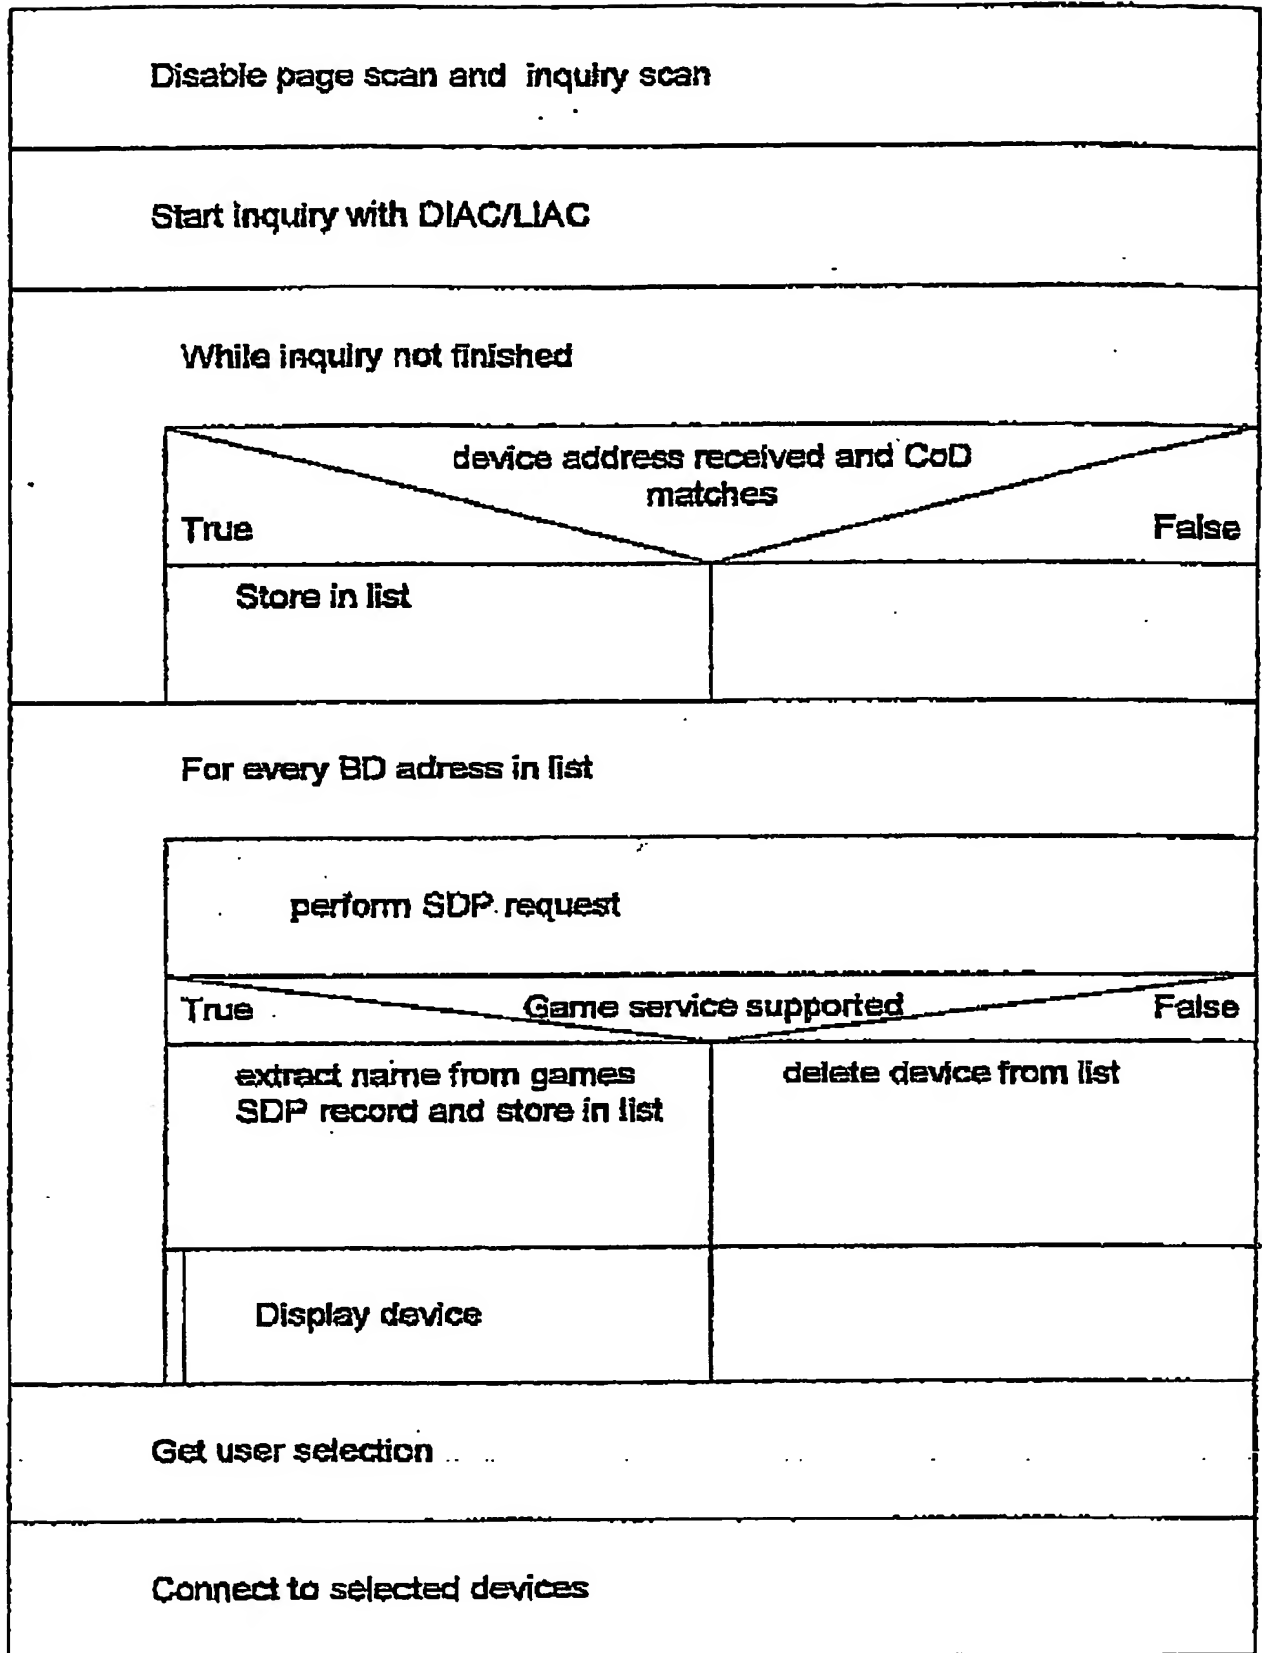 Disable page scan and inquiry scan
Start inquiry with DIAC/LIAC
While inquiry not finished
device address received and CoD
matches
True
False
Store in list
For every BD adress in list
perform SDP request
True
Game service supported
False
extract name from games
SDP record and store in list
delete device from list
Display device
Get user selection
Connect to selected devices